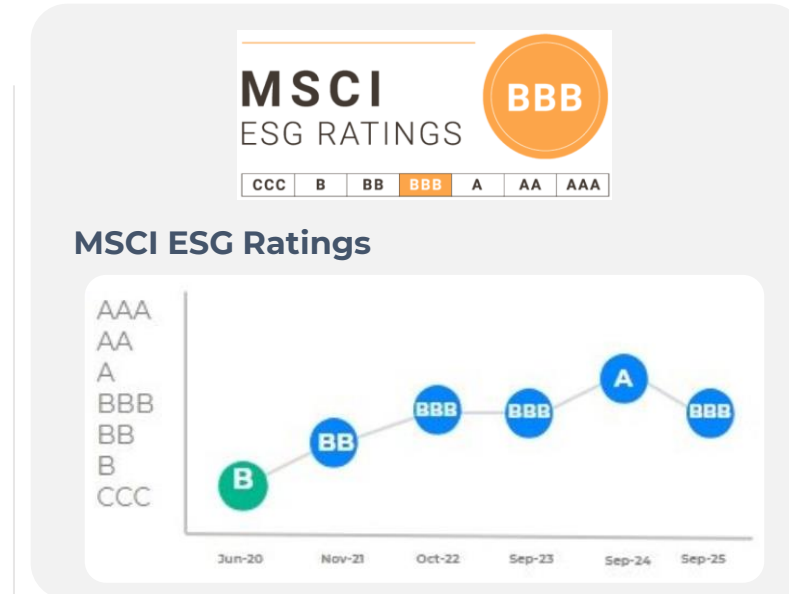 MSCI
ESG RATINGS
BBB
CCC B BB BBB A AA AAA
MSCI ESG Ratings
AAA
AA
A
BBB
BB
B
CCC
B
BB
BBB
BBB
A
BBB
Jun-20 Nov-21 Oct-22 Sep-23 Sep-24 Sep-25